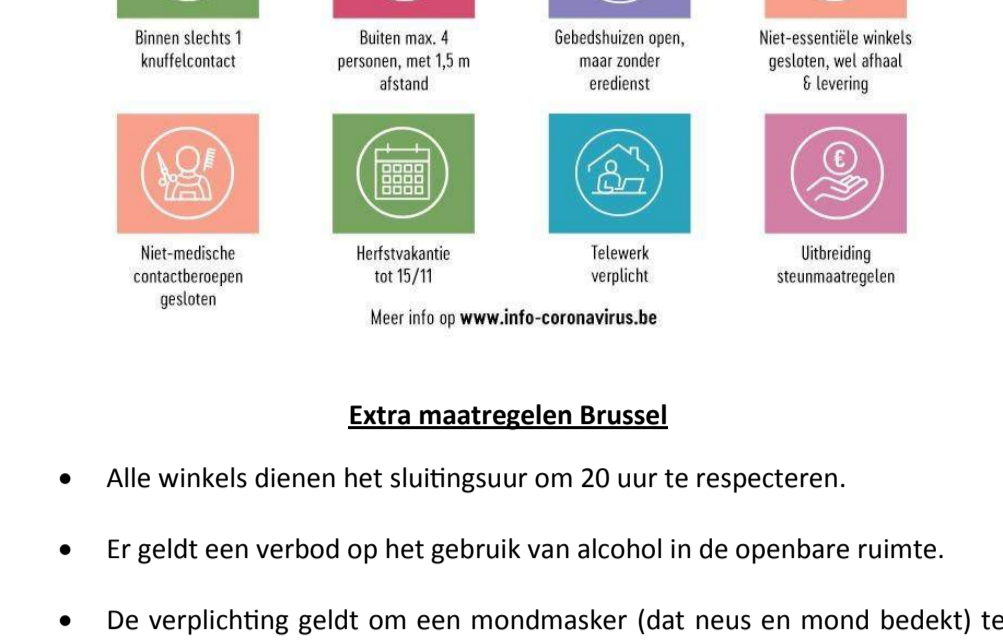 Binnen slechts 1
knuffelcontact
Buiten max. 4
personen, met 1,5 m
afstand
Gebedshuizen open,
maar zonder
eredienst
Niet-essentiële winkels
gesloten, wel afhaal
& levering
€
Niet-medische
contactberoepen
gesloten
Herfstvakantie
tot 15/11
Telewerk
verplicht
Uitbreiding
steunmaatregelen
Meer info op www.info-coronavirus.be
Extra maatregelen Brussel
• Alle winkels dienen het sluitingsuur om 20 uur te respecteren.
• Er geldt een verbod op het gebruik van alcohol in de openbare ruimte.
• De verplichting geldt om een mondmasker (dat neus en mond bedekt) te